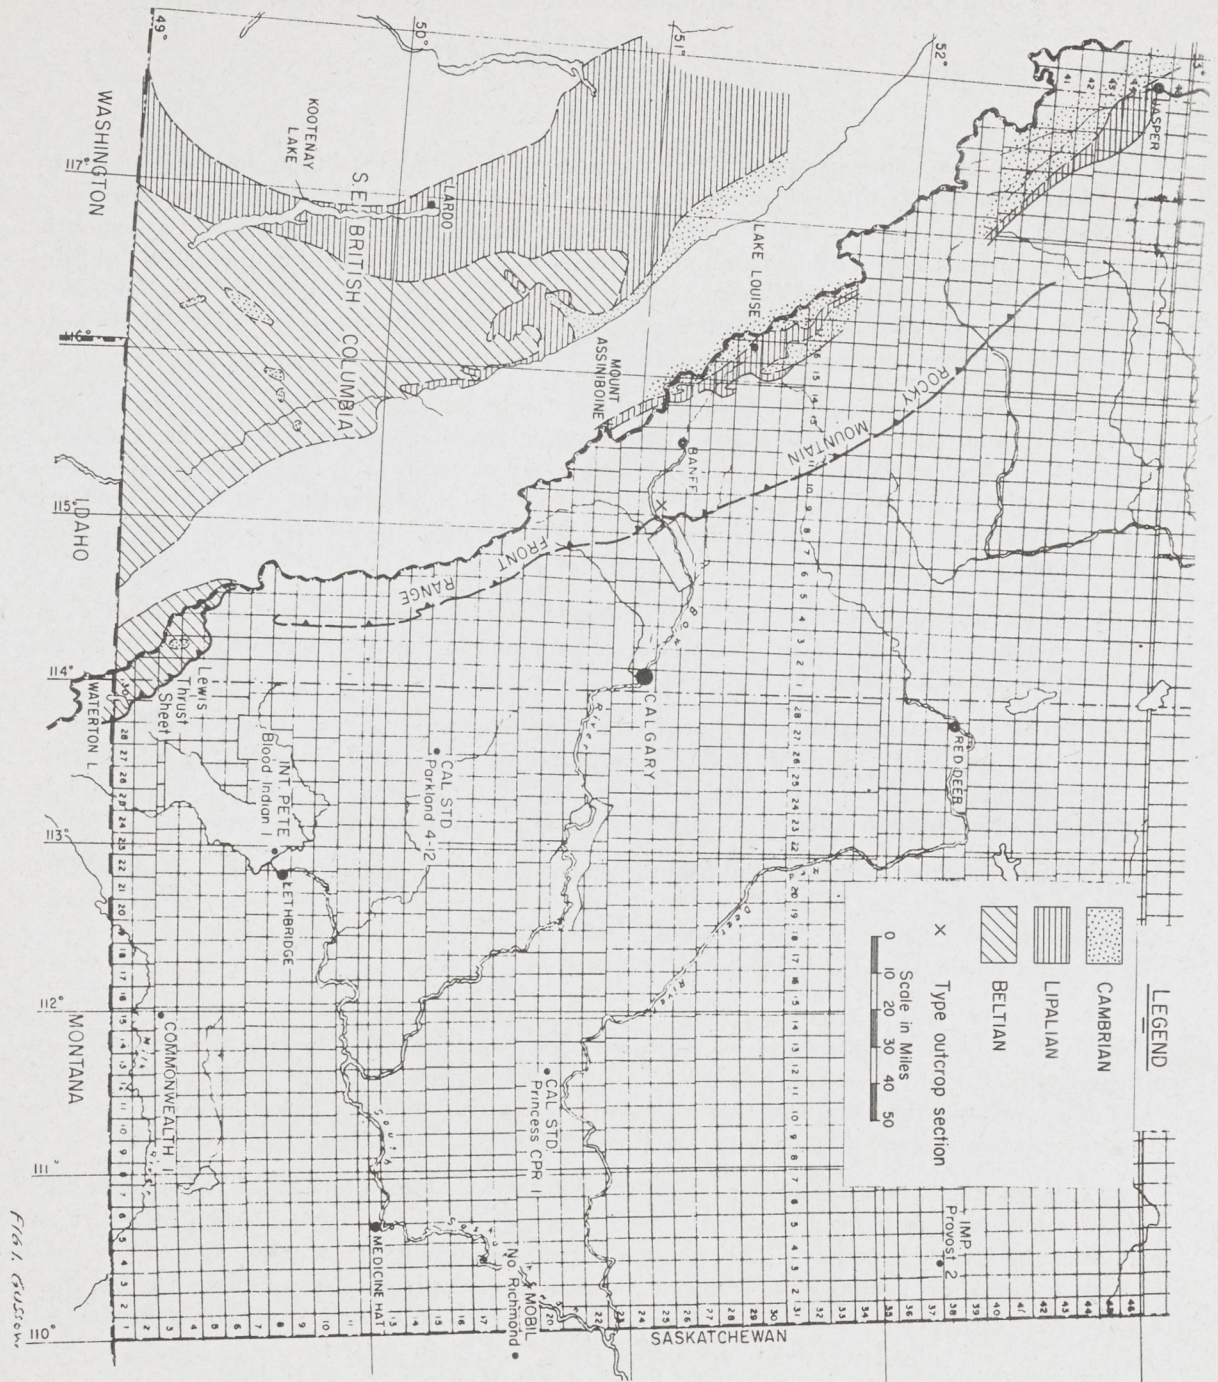 49°
50°
51°
52°
53°
JASPER
WASHINGTON
117°
KOOTENAY
LAKE
LARDO
S.E. BRITISH COLUMBIA
LAKE LOUISE
116°
MOUNT
ASSINIBOINE
BANFF
ROCKY MOUNTAIN
FRONT RANGE
115°
IDAHO
Bow
River
CALGARY
114°
WATERTON L.
Lewis
Thrust
Sheet
RED DEER
INT. PETE
Blood Indian 1
CAL STD
Parkland 4-12
113°
LETHBRIDGE
112°
MONTANA
COMMONWEALTH 1
Milk
River
CAL STD
Princess CPR 1
111°
South
MEDICINE HAT
MOBIL
No. Richmond
IMP
Provost 2
110°
SASKATCHEWAN
LEGEND
CAMBRIAN
LIPALIAN
BELTIAN
× Type outcrop section
Scale in Miles
0 10 20 30 40 50
FIG 1. GUSSOW